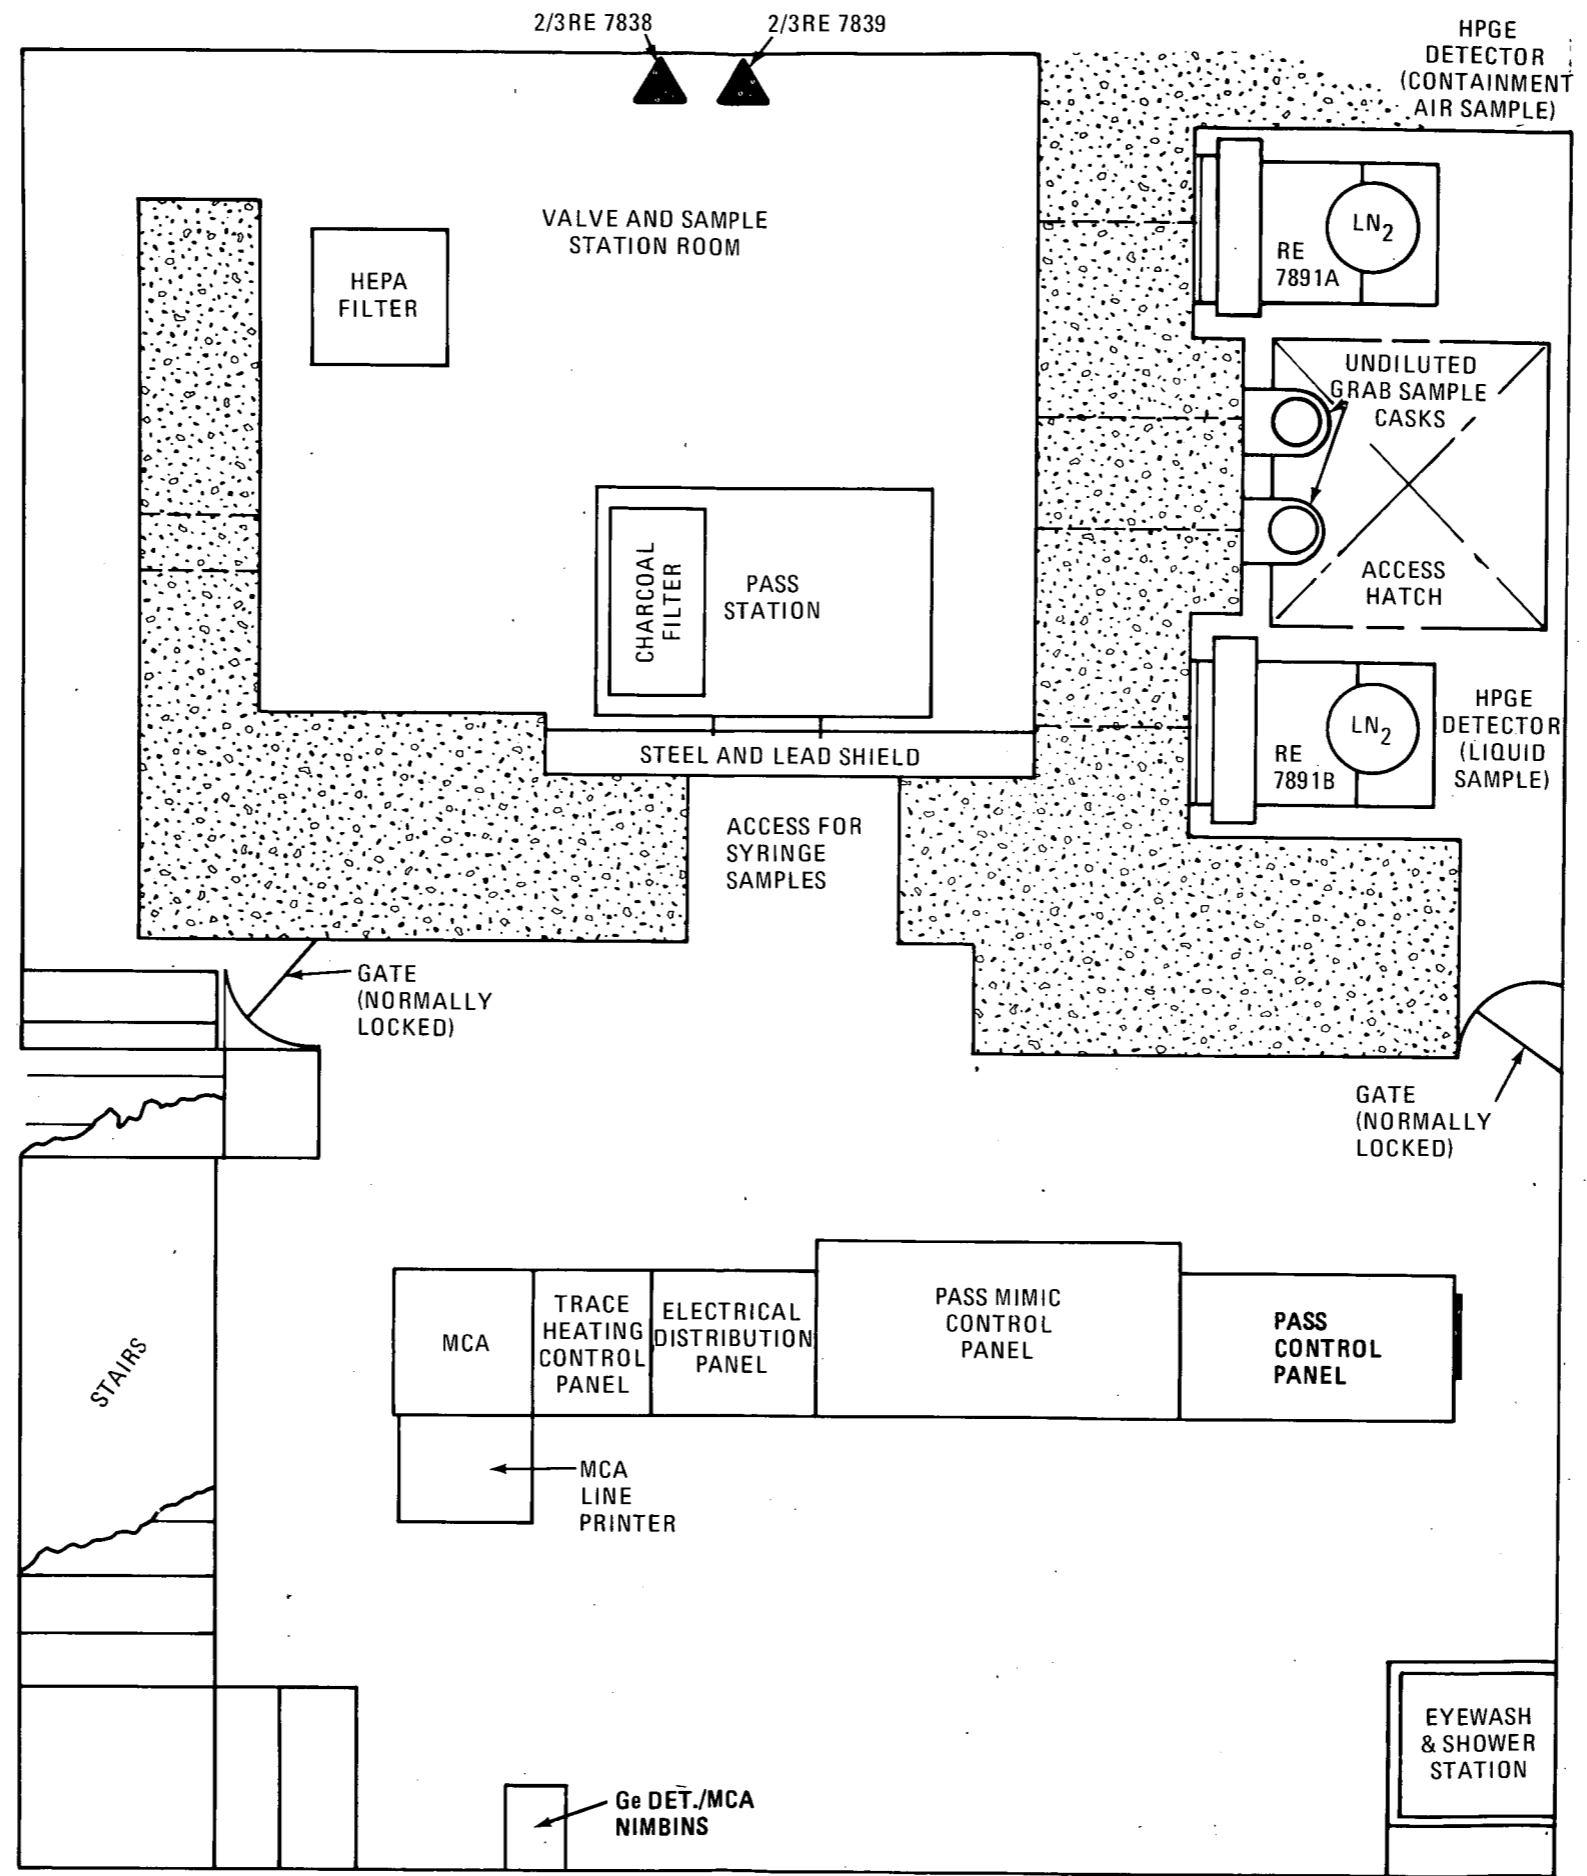 2/3RE 7838
2/3RE 7839
HPGE
DETECTOR
(CONTAINMENT
AIR SAMPLE)
VALVE AND SAMPLE
STATION ROOM
HEPA
FILTER
LN2
RE
7891A
UNDILUTED
GRAB SAMPLE
CASKS
CHARCOAL
FILTER
PASS
STATION
ACCESS
HATCH
STEEL AND LEAD SHIELD
LN2
RE
7891B
HPGE
DETECTOR
(LIQUID
SAMPLE)
ACCESS FOR
SYRINGE
SAMPLES
GATE
(NORMALLY
LOCKED)
GATE
(NORMALLY
LOCKED)
STAIRS
MCA
TRACE
HEATING
CONTROL
PANEL
ELECTRICAL
DISTRIBUTION
PANEL
PASS MIMIC
CONTROL
PANEL
PASS
CONTROL
PANEL
MCA
LINE
PRINTER
Ge DET./MCA
NIMBINS
EYEWASH
& SHOWER
STATION